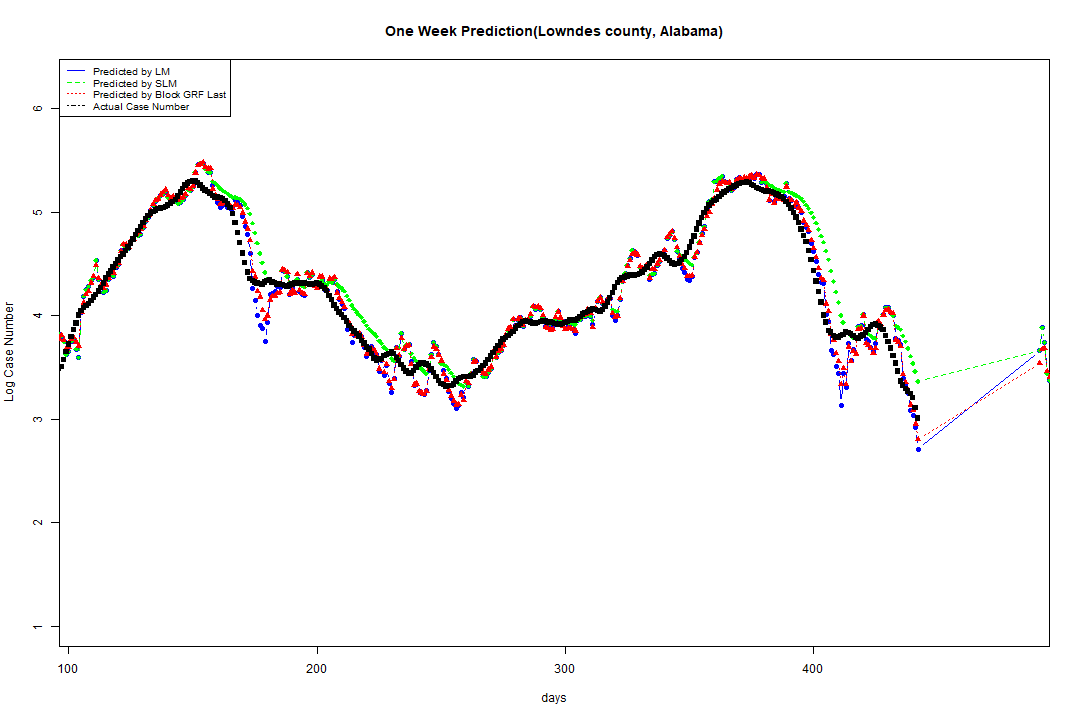 One Week Prediction(Lowndes county, Alabama)
Predicted by LM
Predicted by SLM
Predicted by Block GRF Last
Actual Case Number
6
5
4
3
2
1
Log Case Number
100 200 300 400
days